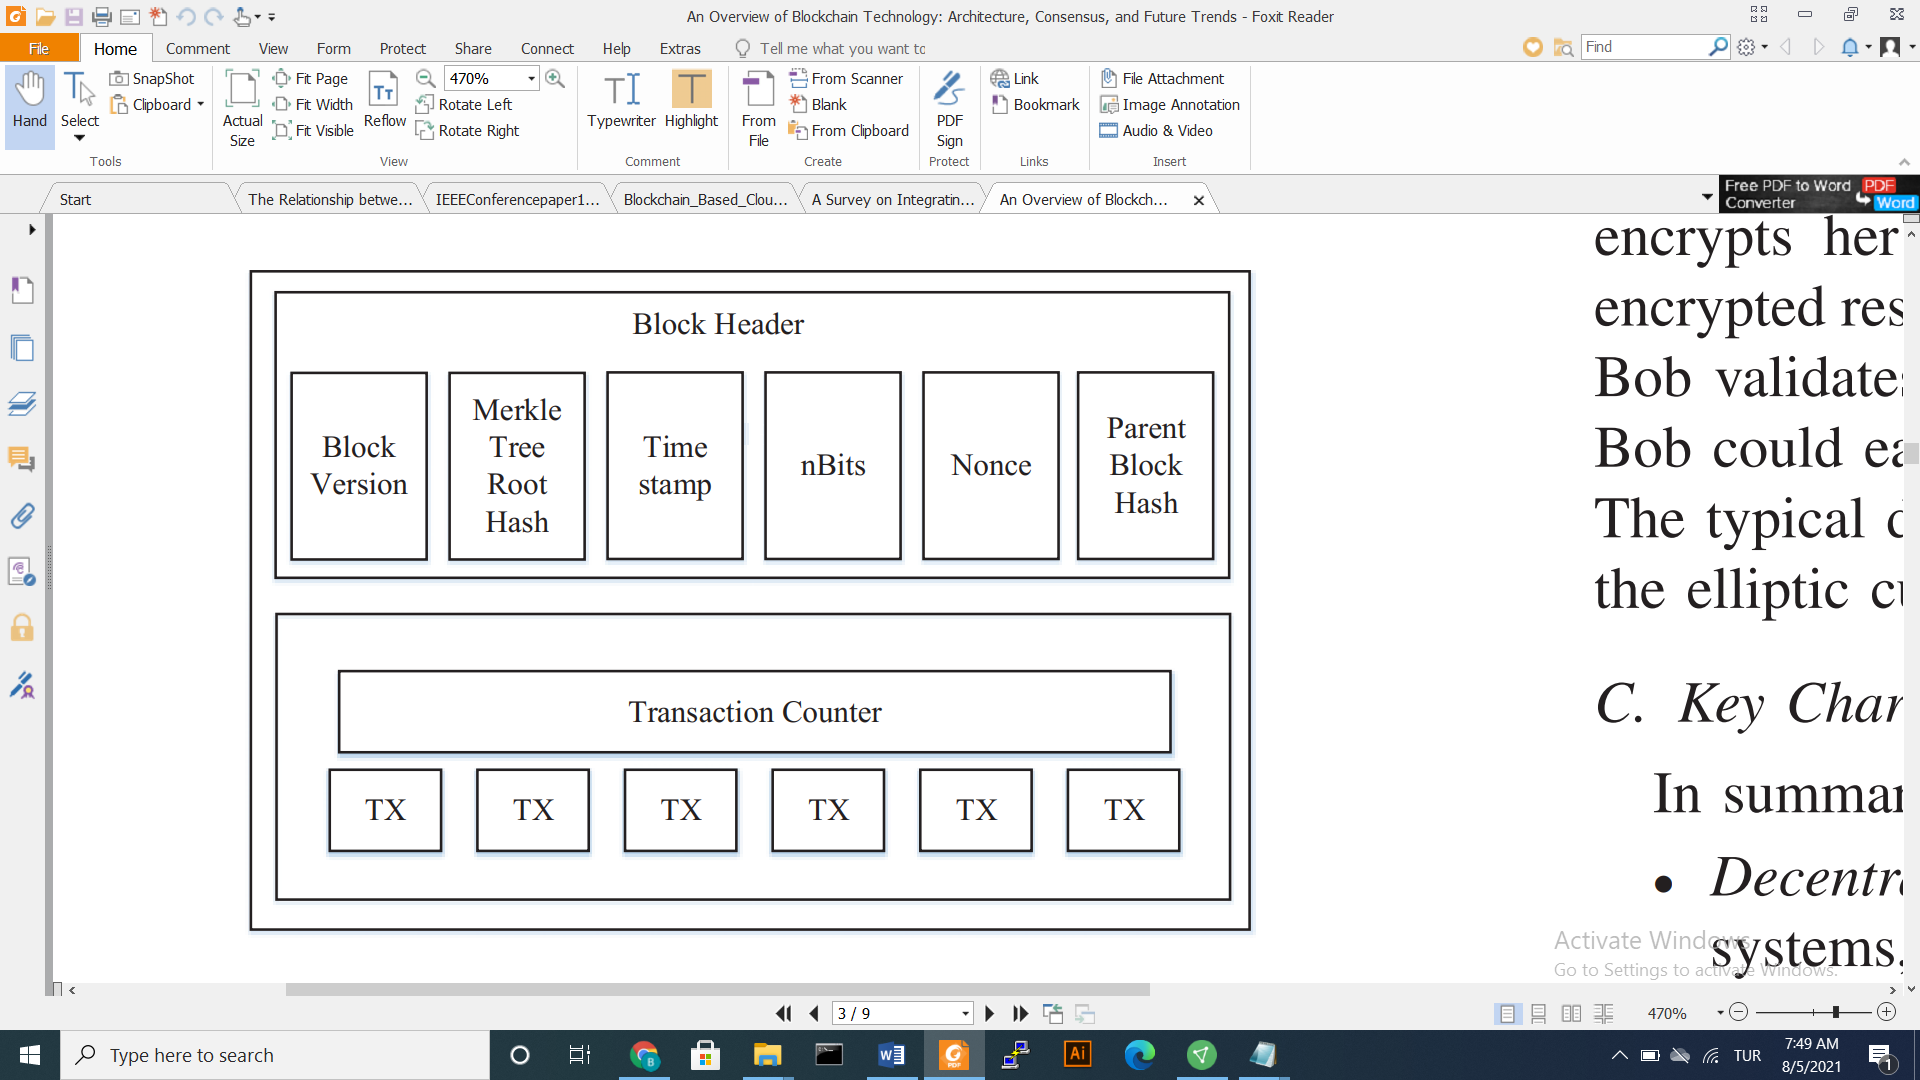 An Overview of Blockchain Technology: Architecture, Consensus, and Future Trends - Foxit Reader
File
Home
Comment
View
Form
Protect
Share
Connect
Help
Extras
Tell me what you want to
Find
Hand
Select
SnapShot
Clipboard
Tools
Actual
Size
Fit Page
Fit Width
Fit Visible
Reflow
470%
Rotate Left
Rotate Right
View
Typewriter
Highlight
Comment
From
File
From Scanner
Blank
From Clipboard
Create
PDF
Sign
Protect
Link
Bookmark
Links
File Attachment
Image Annotation
Audio & Video
Insert
Start
The Relationship betwe...
IEEEConferencepaper1...
Blockchain_Based_Clou...
A Survey on Integratin...
An Overview of Blockch...
Free PDF to Word
Converter
PDF
Word
Block Header
Block
Version
Merkle
Tree
Root
Hash
Time
stamp
nBits
Nonce
Parent
Block
Hash
Transaction Counter
TX TX TX TX TX TX
encrypts her
encrypted res
Bob validates
Bob could ea
The typical d
the elliptic cu
C. Key Char
In summar
• Decentra
systems,
Activate Windows
Go to Settings to activate Windows.
3 / 9
470%
Type here to search
TUR
7:49 AM
8/5/2021
1